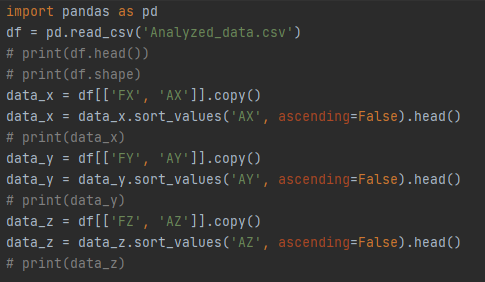 import pandas as pd
df = pd.read_csv('Analyzed_data.csv')
# print(df.head())
# print(df.shape)
data_x = df[['FX', 'AX']].copy()
data_x = data_x.sort_values('AX', ascending=False).head()
# print(data_x)
data_y = df[['FY', 'AY']].copy()
data_y = data_y.sort_values('AY', ascending=False).head()
# print(data_y)
data_z = df[['FZ', 'AZ']].copy()
data_z = data_z.sort_values('AZ', ascending=False).head()
# print(data_z)